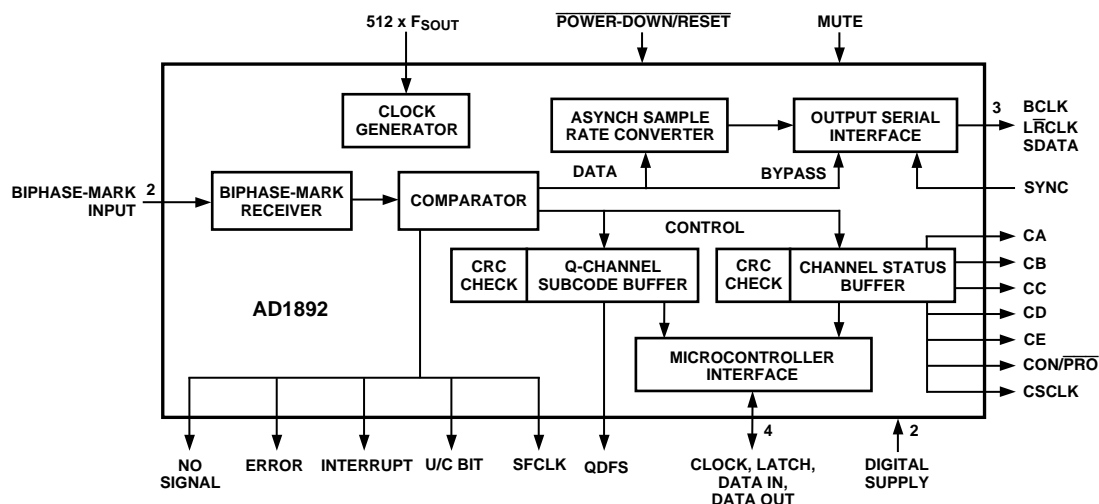 512 x FSOUT
POWER-DOWN/RESET
MUTE
CLOCK
GENERATOR
ASYNCH SAMPLE
RATE CONVERTER
OUTPUT SERIAL
INTERFACE
3
BCLK
LRCLK
SDATA
DATA
BYPASS
BIPHASE-MARK
INPUT
2
BIPHASE-MARK
RECEIVER
COMPARATOR
SYNC
CONTROL
CRC
CHECK
Q-CHANNEL
SUBCODE BUFFER
CRC
CHECK
CHANNEL STATUS
BUFFER
CA
CB
CC
CD
CE
CON/PRO
CSCLK
AD1892
MICROCONTROLLER
INTERFACE
4
2
NO
SIGNAL
ERROR
INTERRUPT
U/C BIT
SFCLK
QDFS
CLOCK, LATCH,
DATA IN,
DATA OUT
DIGITAL
SUPPLY